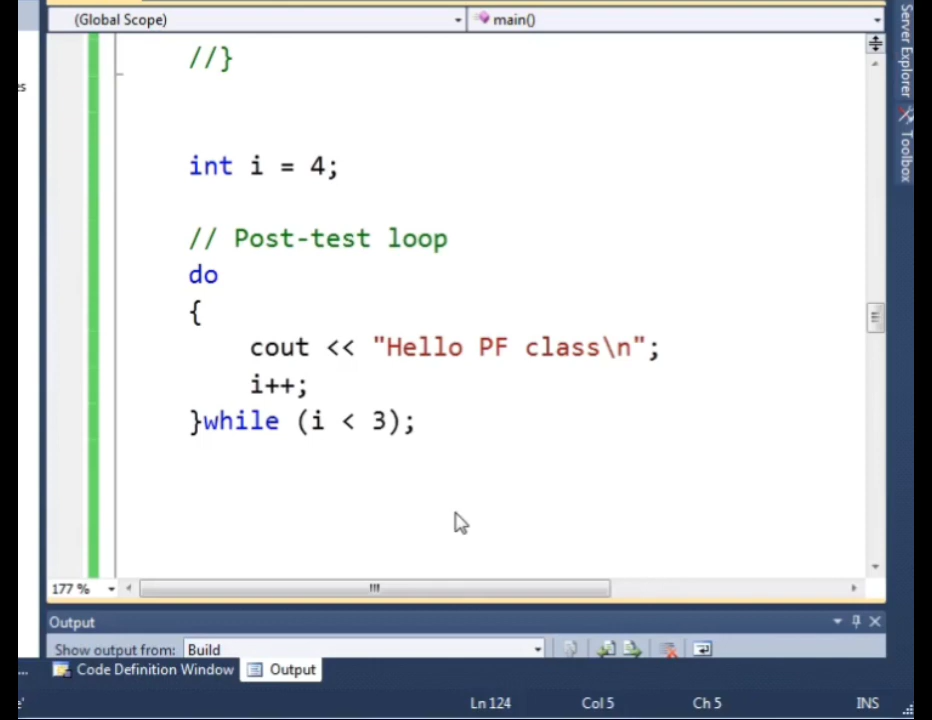 (Global Scope) main()
//}
int i = 4;
// Post-test loop
do
{
cout << "Hello PF class\n";
i++;
}while (i < 3);
177 %
Output
Show output from: Build
... Code Definition Window Output
Ln 124 Col 5 Ch 5 INS
Server Explorer
Toolbox
es